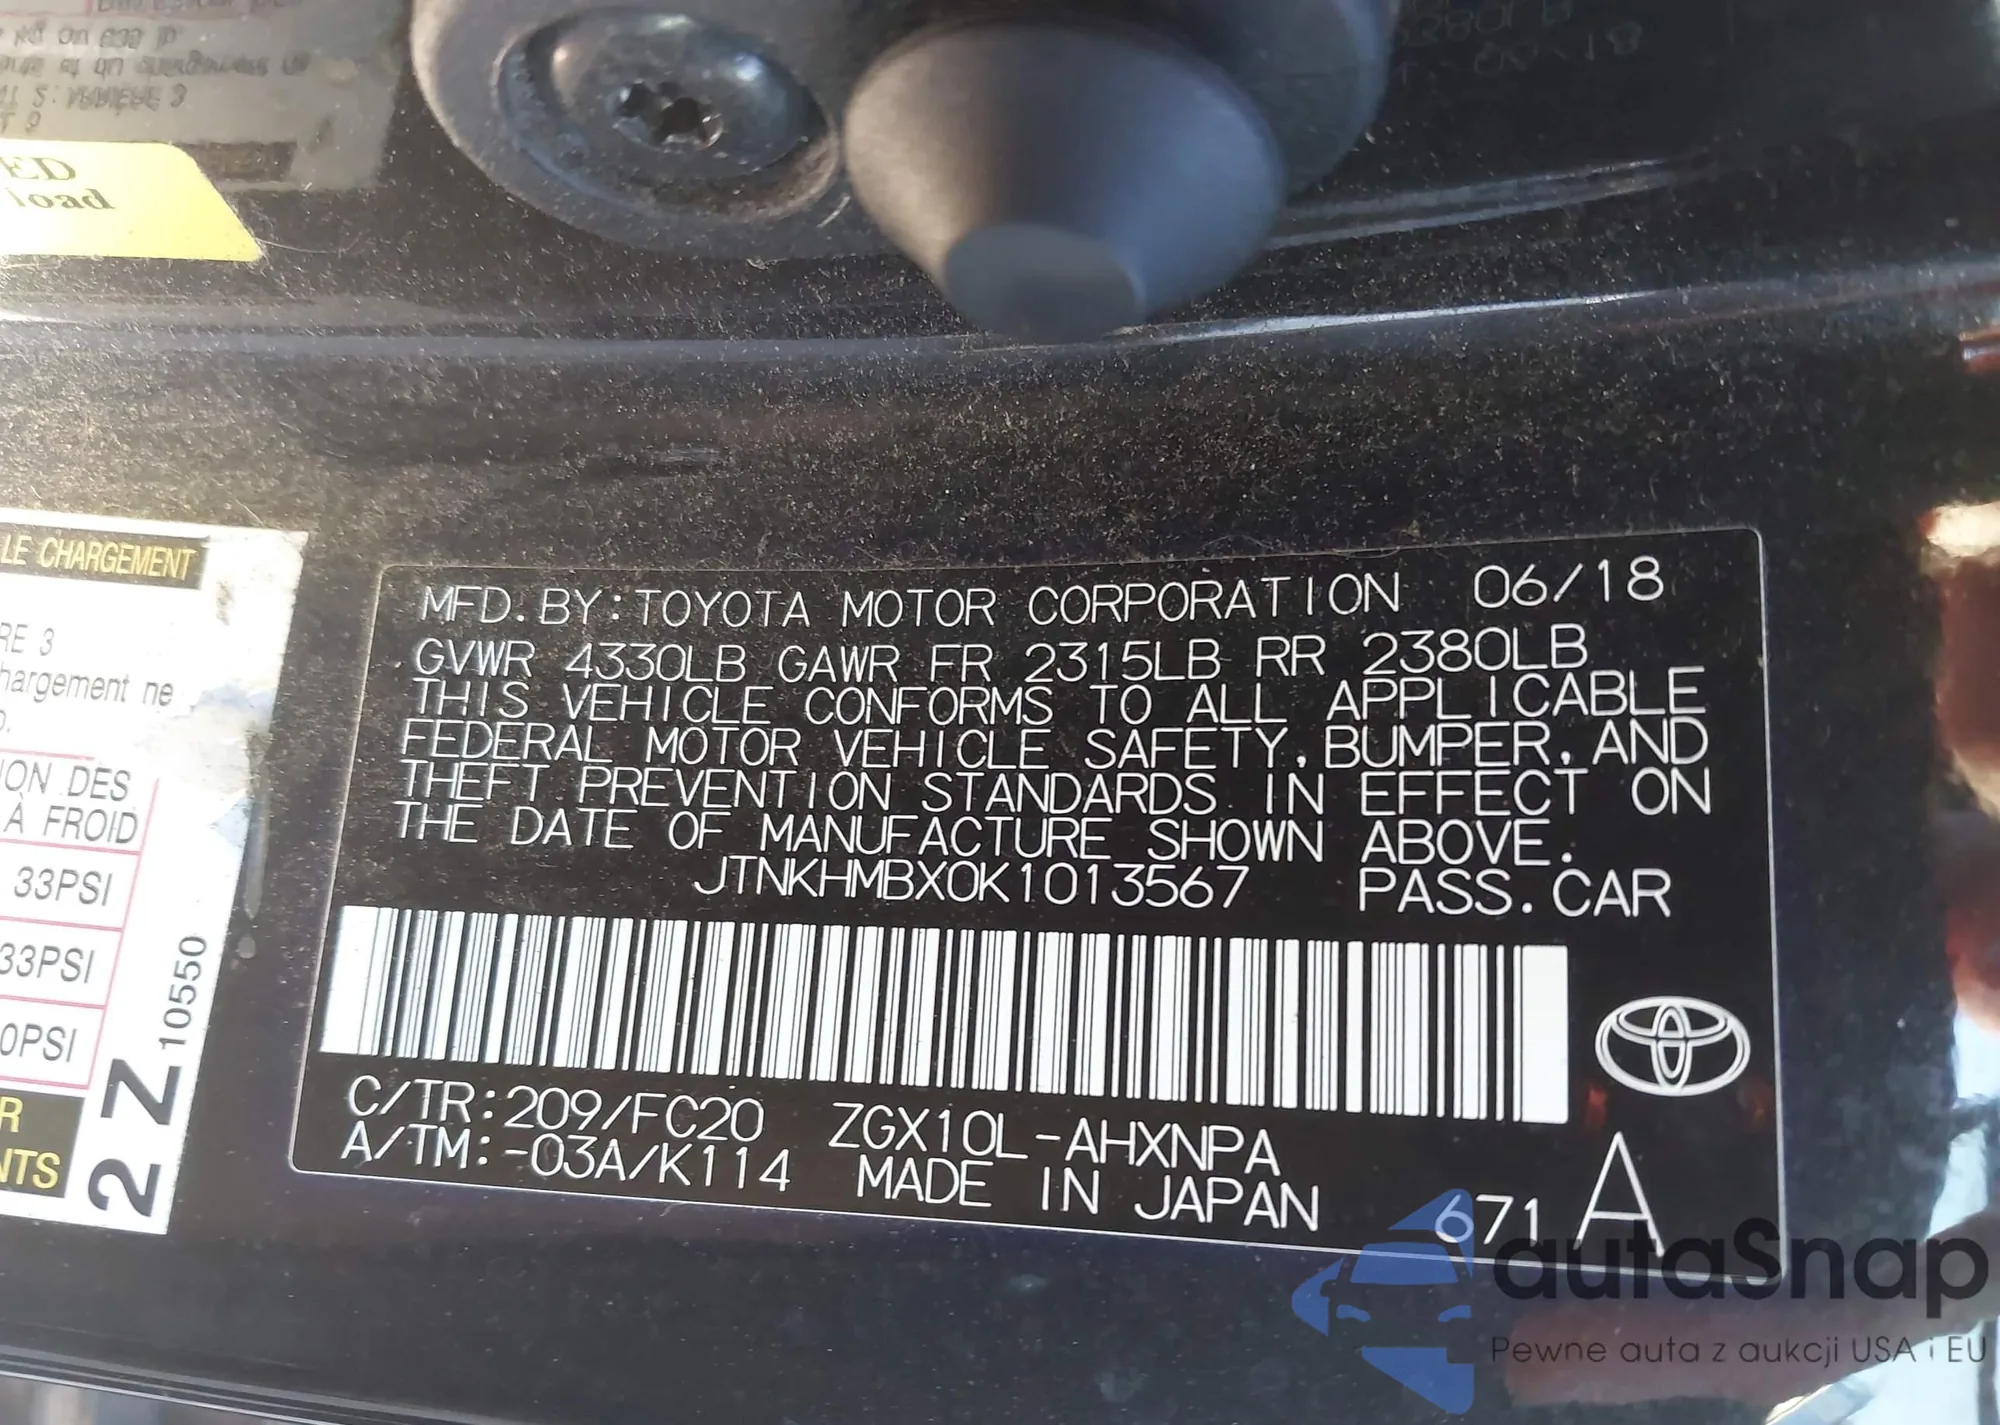 ED
load
LE CHARGEMENT
RE 3
hargement ne
ION DES
À FROID
33PSI
33PSI
0PSI
R
NTS
2 Z 10550
MFD. BY: TOYOTA MOTOR CORPORATION 06/18
GVWR 4330LB GAWR FR 2315LB RR 2380LB
THIS VEHICLE CONFORMS TO ALL APPLICABLE
FEDERAL MOTOR VEHICLE SAFETY, BUMPER, AND
THEFT PREVENTION STANDARDS IN EFFECT ON
THE DATE OF MANUFACTURE SHOWN ABOVE.
JTNKHMBX0K1013567 PASS. CAR
C/TR: 209/FC20 ZGX10L-AHXNPA
A/TM: -03A/K114 MADE IN JAPAN 671 A
autaSnap
Pewne auta z aukcji USA i EU